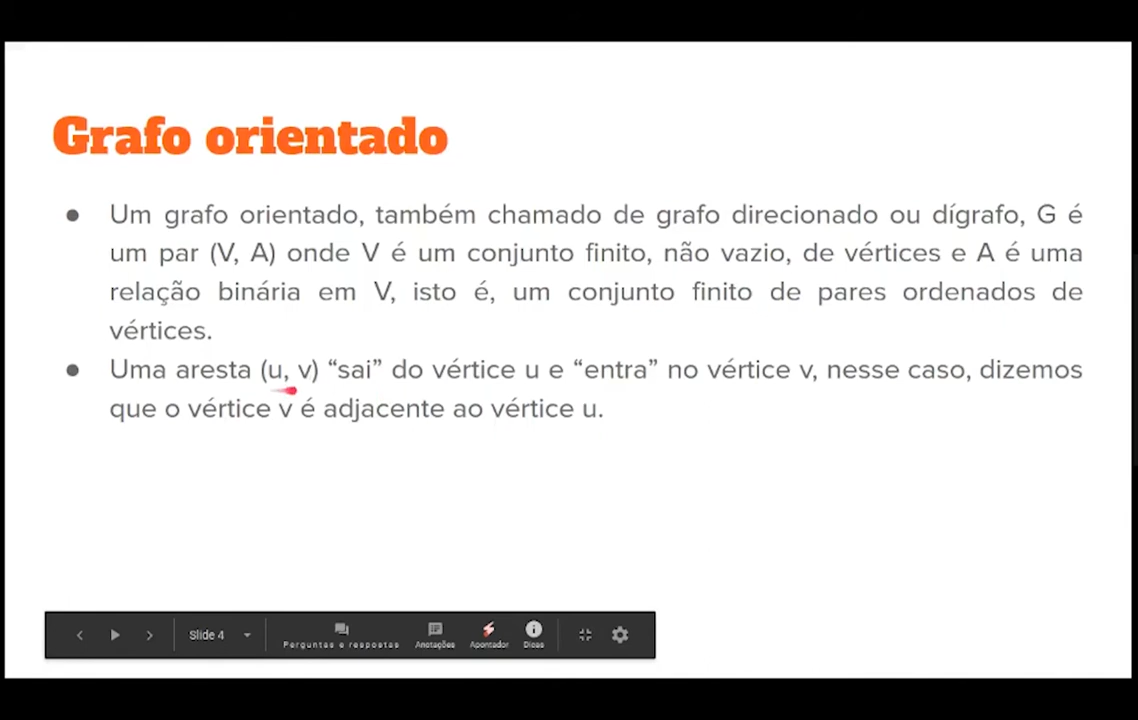 Grafo orientado
● Um grafo orientado, também chamado de grafo direcionado ou dígrafo, G é
um par (V, A) onde V é um conjunto finito, não vazio, de vértices e A é uma
relação binária em V, isto é, um conjunto finito de pares ordenados de
vértices.
● Uma aresta (u, v) “sai” do vértice u e “entra” no vértice v, nesse caso, dizemos
que o vértice v é adjacente ao vértice u.
Slide 4
Perguntas e respostas
Anotações
Apontador
Dicas